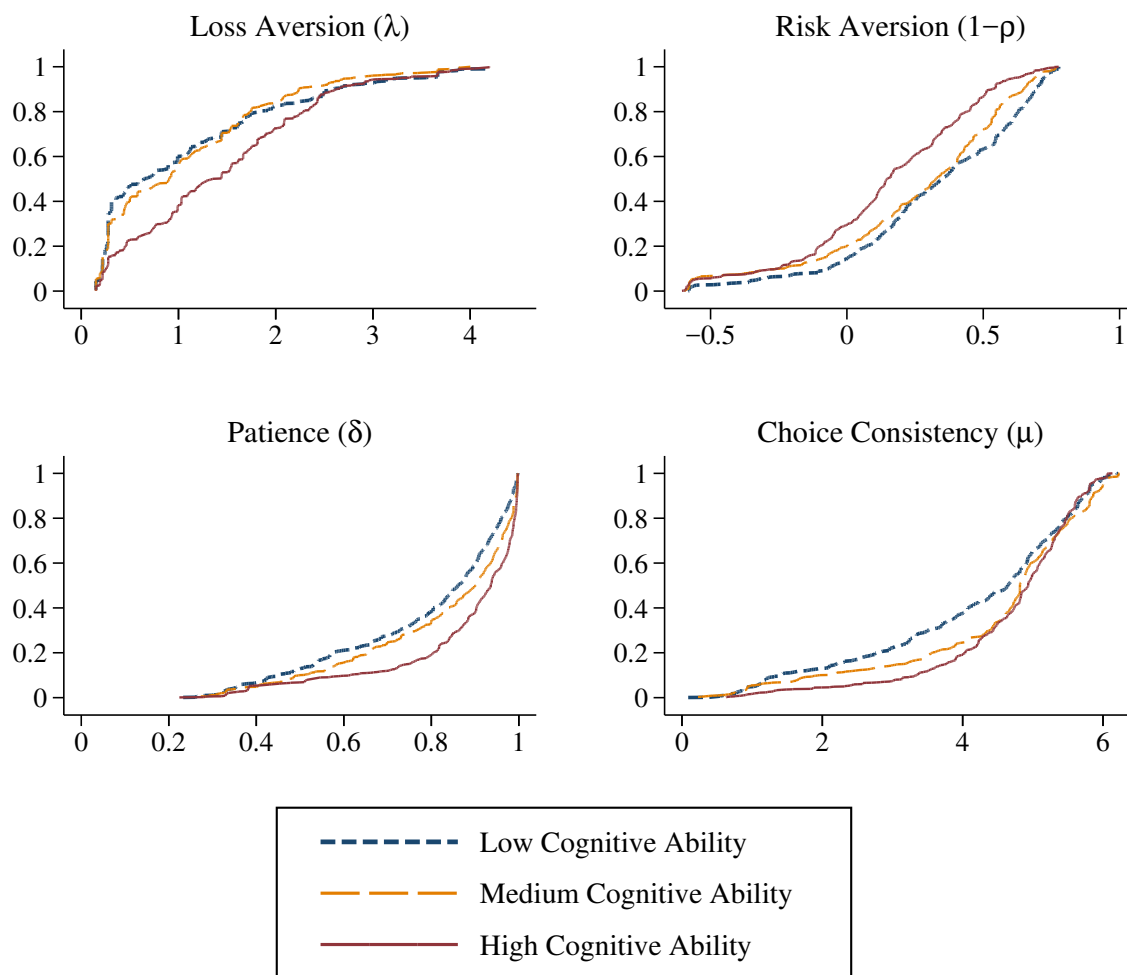 Loss Aversion (λ)
1
0.8
0.6
0.4
0.2
0
0 1 2 3 4
Risk Aversion (1−ρ)
1
0.8
0.6
0.4
0.2
0
−0.5 0 0.5 1
Patience (δ)
1
0.8
0.6
0.4
0.2
0
0 0.2 0.4 0.6 0.8 1
Choice Consistency (μ)
1
0.8
0.6
0.4
0.2
0
0 2 4 6
Low Cognitive Ability
Medium Cognitive Ability
High Cognitive Ability